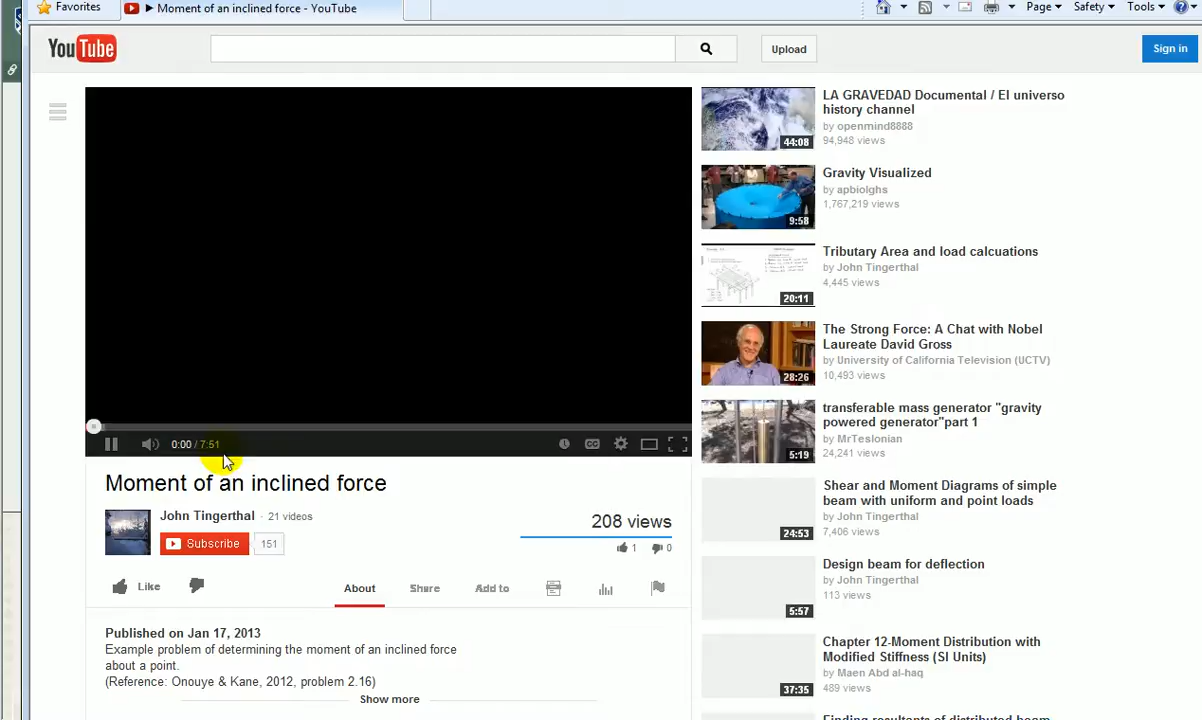 Favorites
Moment of an inclined force - YouTube
Page
Safety
Tools
YouTube
Upload
Sign in
0:00 / 7:51
Moment of an inclined force
John Tingerthal · 21 videos
Subscribe
151
208 views
1
0
Like
About
Share
Add to
Published on Jan 17, 2013
Example problem of determining the moment of an inclined force
about a point.
(Reference: Onouye & Kane, 2012, problem 2.16)
Show more
44:08
LA GRAVEDAD Documental / El universo
history channel
by openmind8888
94,948 views
9:58
Gravity Visualized
by apbiolghs
1,767,219 views
20:11
Tributary Area and load calcuations
by John Tingerthal
4,445 views
28:26
The Strong Force: A Chat with Nobel
Laureate David Gross
by University of California Television (UCTV)
10,493 views
5:19
transferable mass generator "gravity
powered generator"part 1
by MrTeslonian
24,241 views
24:53
Shear and Moment Diagrams of simple
beam with uniform and point loads
by John Tingerthal
7,406 views
5:57
Design beam for deflection
by John Tingerthal
113 views
37:35
Chapter 12-Moment Distribution with
Modified Stiffness (SI Units)
by Maen Abd al-haq
489 views
Finding resultants of distributed beam